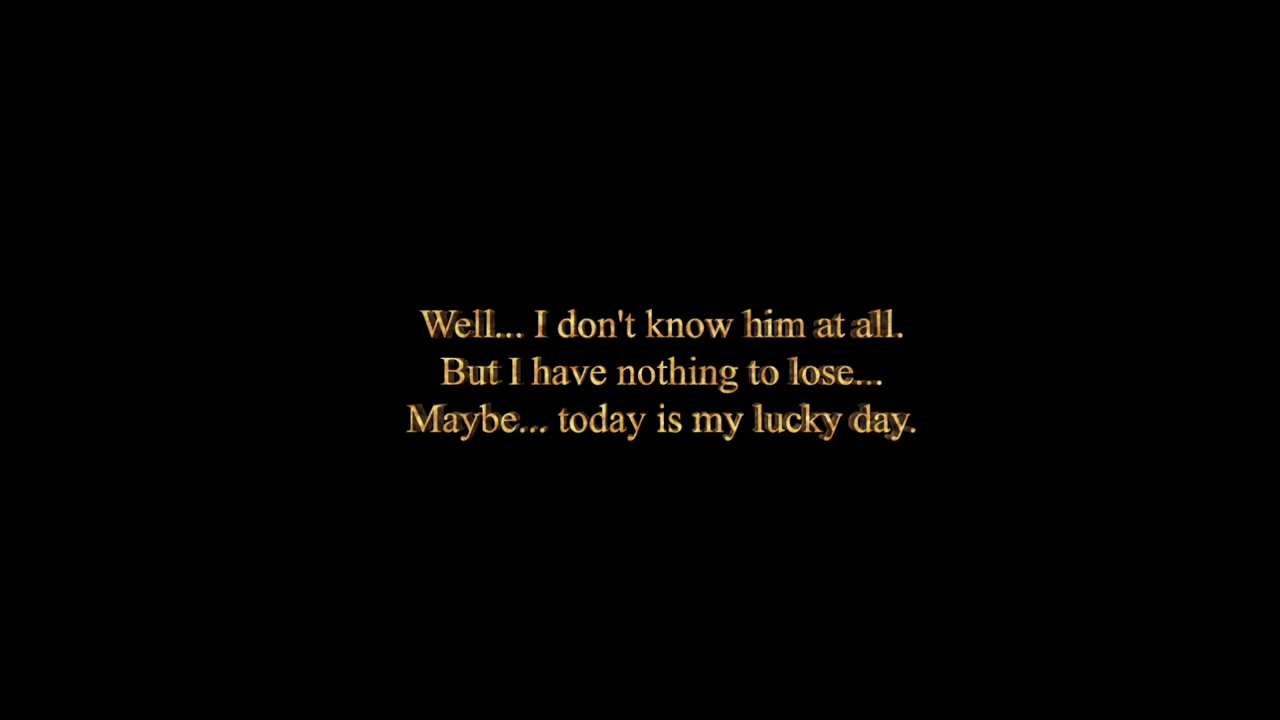 Well... I don't know him at all.
But I have nothing to lose...
Maybe... today is my lucky day.